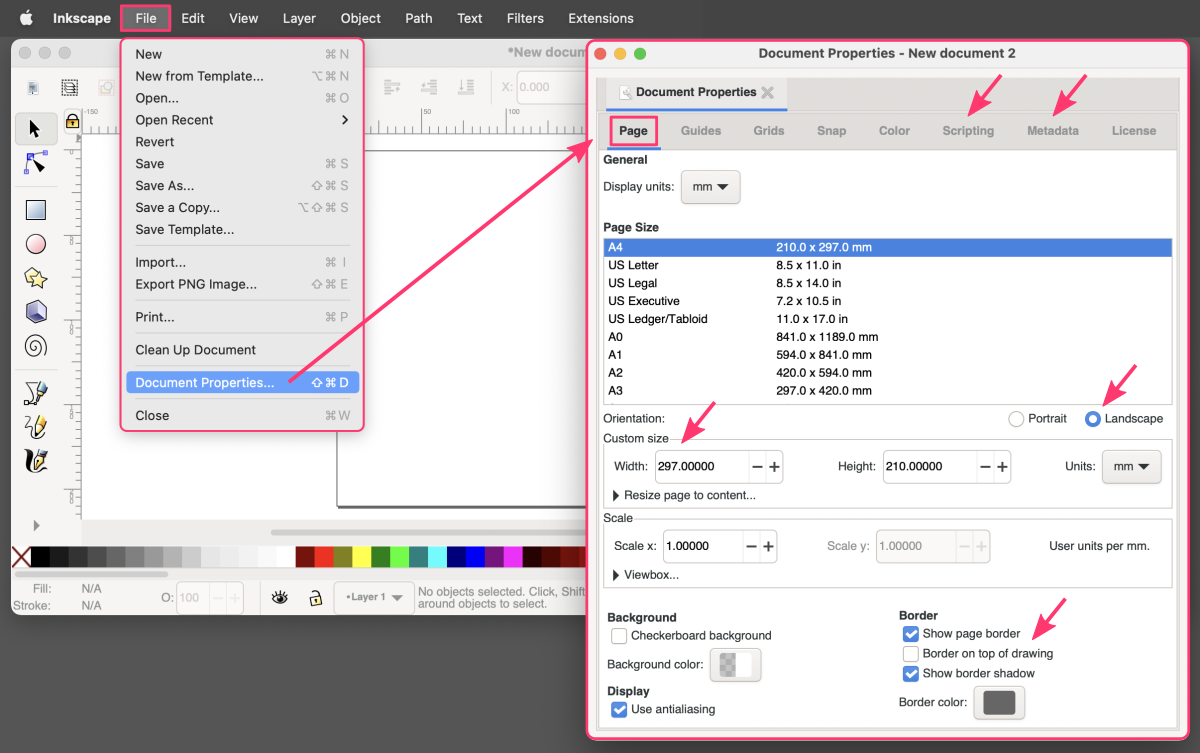 Inkscape File Edit View Layer Object Path Text Filters Extensions
*New docum
New ⌘ N
New from Template... ⌥⌘ N
Open... ⌘ O
Open Recent
Revert
Save ⌘ S
Save As... ⇧⌘ S
Save a Copy... ⌥⇧⌘ S
Save Template...
Import... ⌘ I
Export PNG Image... ⇧⌘ E
Print... ⌘ P
Clean Up Document
Document Properties... ⇧⌘ D
Close ⌘ W
X: 0.000
-150 50 100
Fill: N/A
Stroke: N/A
O: 100
•Layer 1
No objects selected. Click, Shift
around objects to select.
Document Properties - New document 2
Document Properties
Page Guides Grids Snap Color Scripting Metadata License
General
Display units: mm
Page Size
A4 210.0 x 297.0 mm
US Letter 8.5 x 11.0 in
US Legal 8.5 x 14.0 in
US Executive 7.2 x 10.5 in
US Ledger/Tabloid 11.0 x 17.0 in
A0 841.0 x 1189.0 mm
A1 594.0 x 841.0 mm
A2 420.0 x 594.0 mm
A3 297.0 x 420.0 mm
Orientation: Portrait Landscape
Custom size
Width: 297.00000 − + Height: 210.00000 − + Units: mm
Resize page to content...
Scale
Scale x: 1.00000 − + Scale y: 1.00000 − + User units per mm.
Viewbox...
Background
Checkerboard background
Background color:
Display
Use antialiasing
Border
Show page border
Border on top of drawing
Show border shadow
Border color: